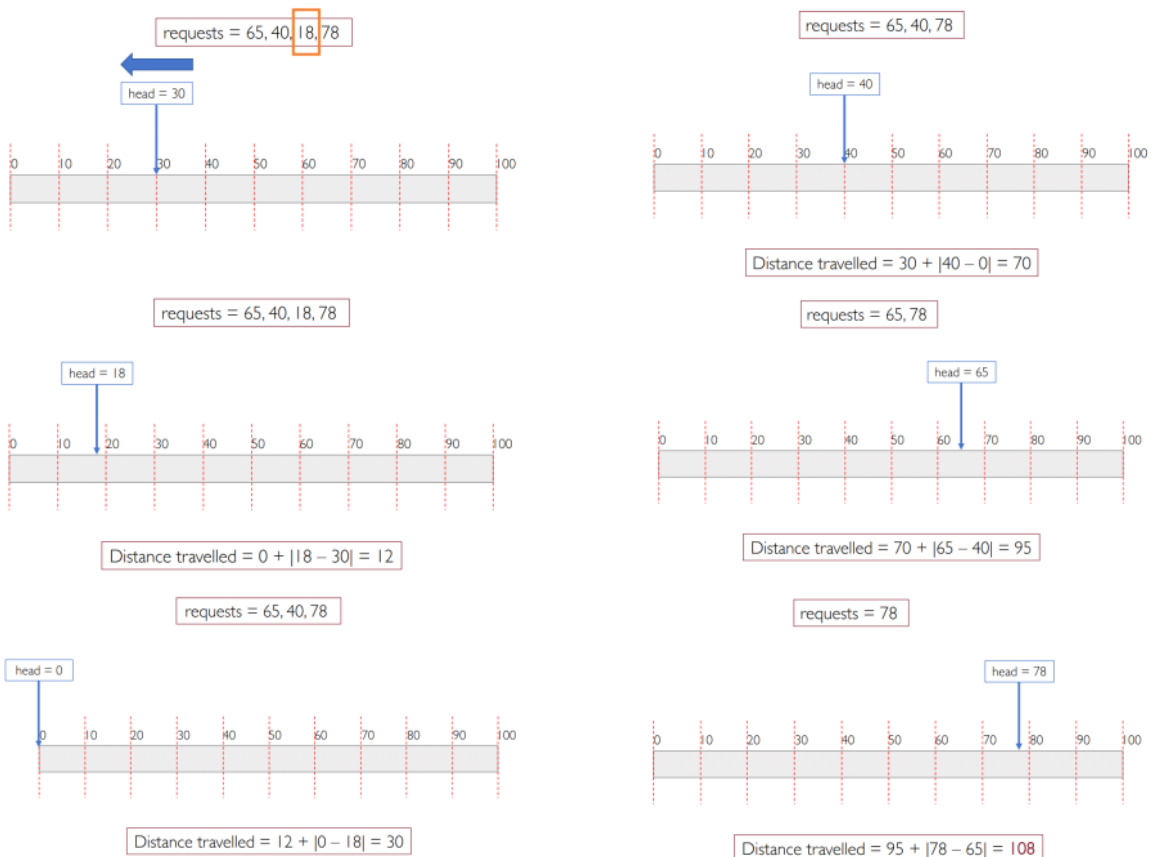 requests = 65, 40, 18, 78
head = 30
0 10 20 30 40 50 60 70 80 90 100
requests = 65, 40, 18, 78
head = 18
0 10 20 30 40 50 60 70 80 90 100
Distance travelled = 0 + |18 – 30| = 12
requests = 65, 40, 78
head = 0
0 10 20 30 40 50 60 70 80 90 100
Distance travelled = 12 + |0 – 18| = 30
requests = 65, 40, 78
head = 40
0 10 20 30 40 50 60 70 80 90 100
Distance travelled = 30 + |40 – 0| = 70
requests = 65, 78
head = 65
0 10 20 30 40 50 60 70 80 90 100
Distance travelled = 70 + |65 – 40| = 95
requests = 78
head = 78
0 10 20 30 40 50 60 70 80 90 100
Distance travelled = 95 + |78 – 65| = 108